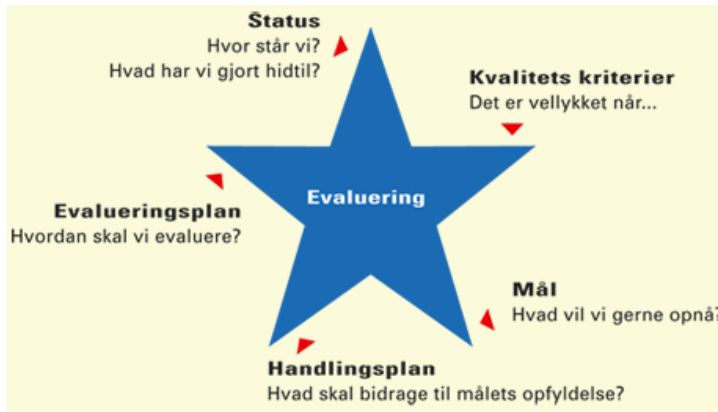 Status
Hvor står vi?
Hvad har vi gjort hidtil?
Kvalitets kriterier
Det er vellykket når...
Evaluering
Evalueringsplan
Hvordan skal vi evaluere?
Mål
Hvad vil vi gerne opnå?
Handlingsplan
Hvad skal bidrage til målets opfyldelse?